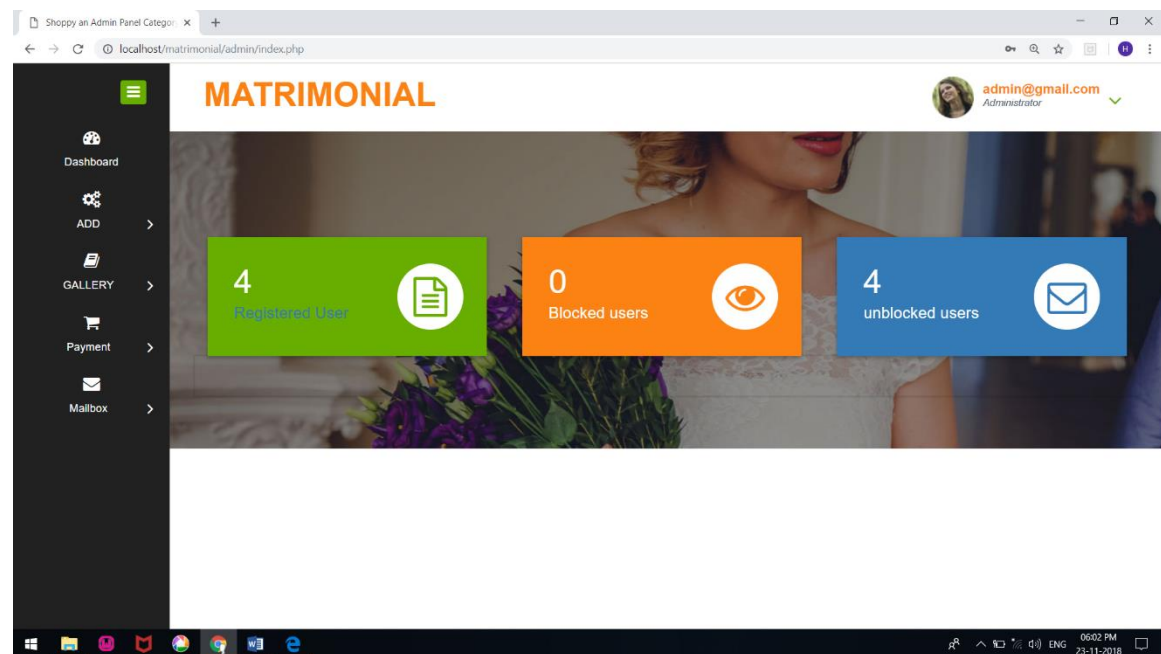 Shoppy an Admin Panel Categor
localhost/matrimonial/admin/index.php
H
MATRIMONIAL
admin@gmail.com
Administrator
Dashboard
ADD
GALLERY
Payment
Mailbox
4
Registered User
0
Blocked users
4
unblocked users
ENG
06:02 PM
23-11-2018